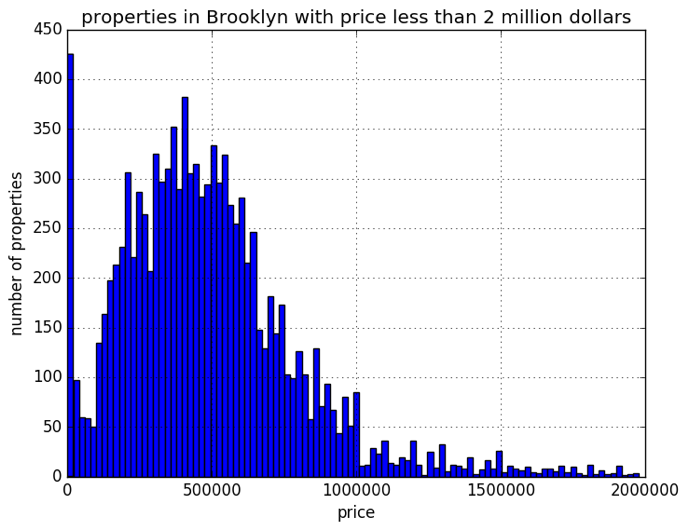 properties in Brooklyn with price less than 2 million dollars
450
400
350
300
250
200
150
100
50
0
number of properties
0 500000 1000000 1500000 2000000
price